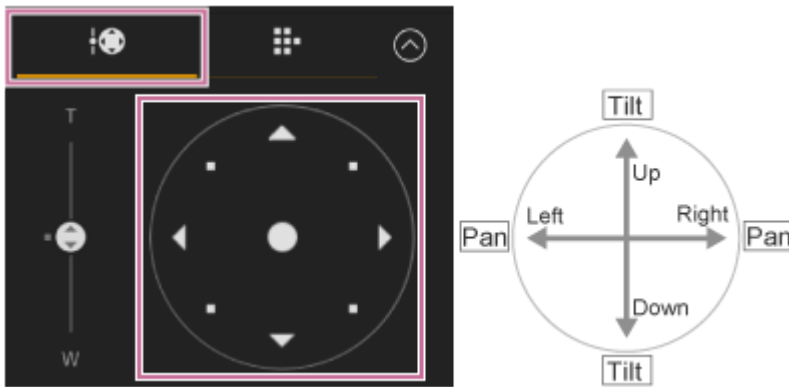 T
W
Tilt
Up
Left
Right
Pan
Pan
Down
Tilt